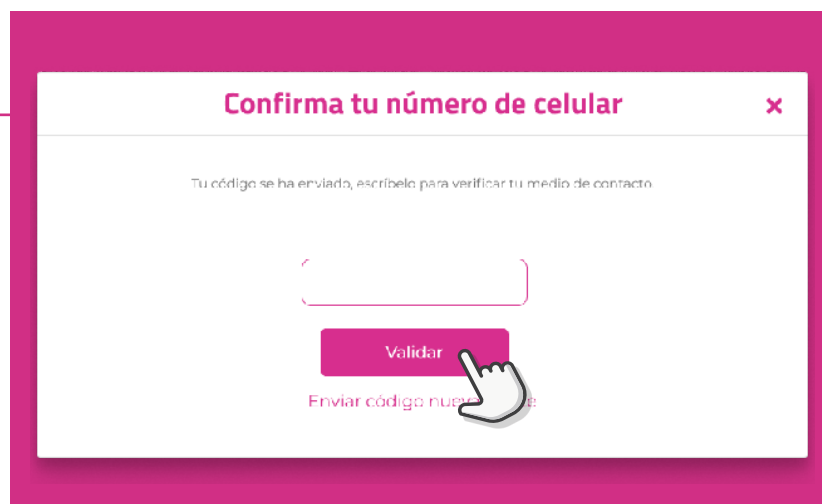 Confirma tu número de celular
Tu código se ha enviado, escríbelo para verificar tu medio de contacto
Validar
Enviar código